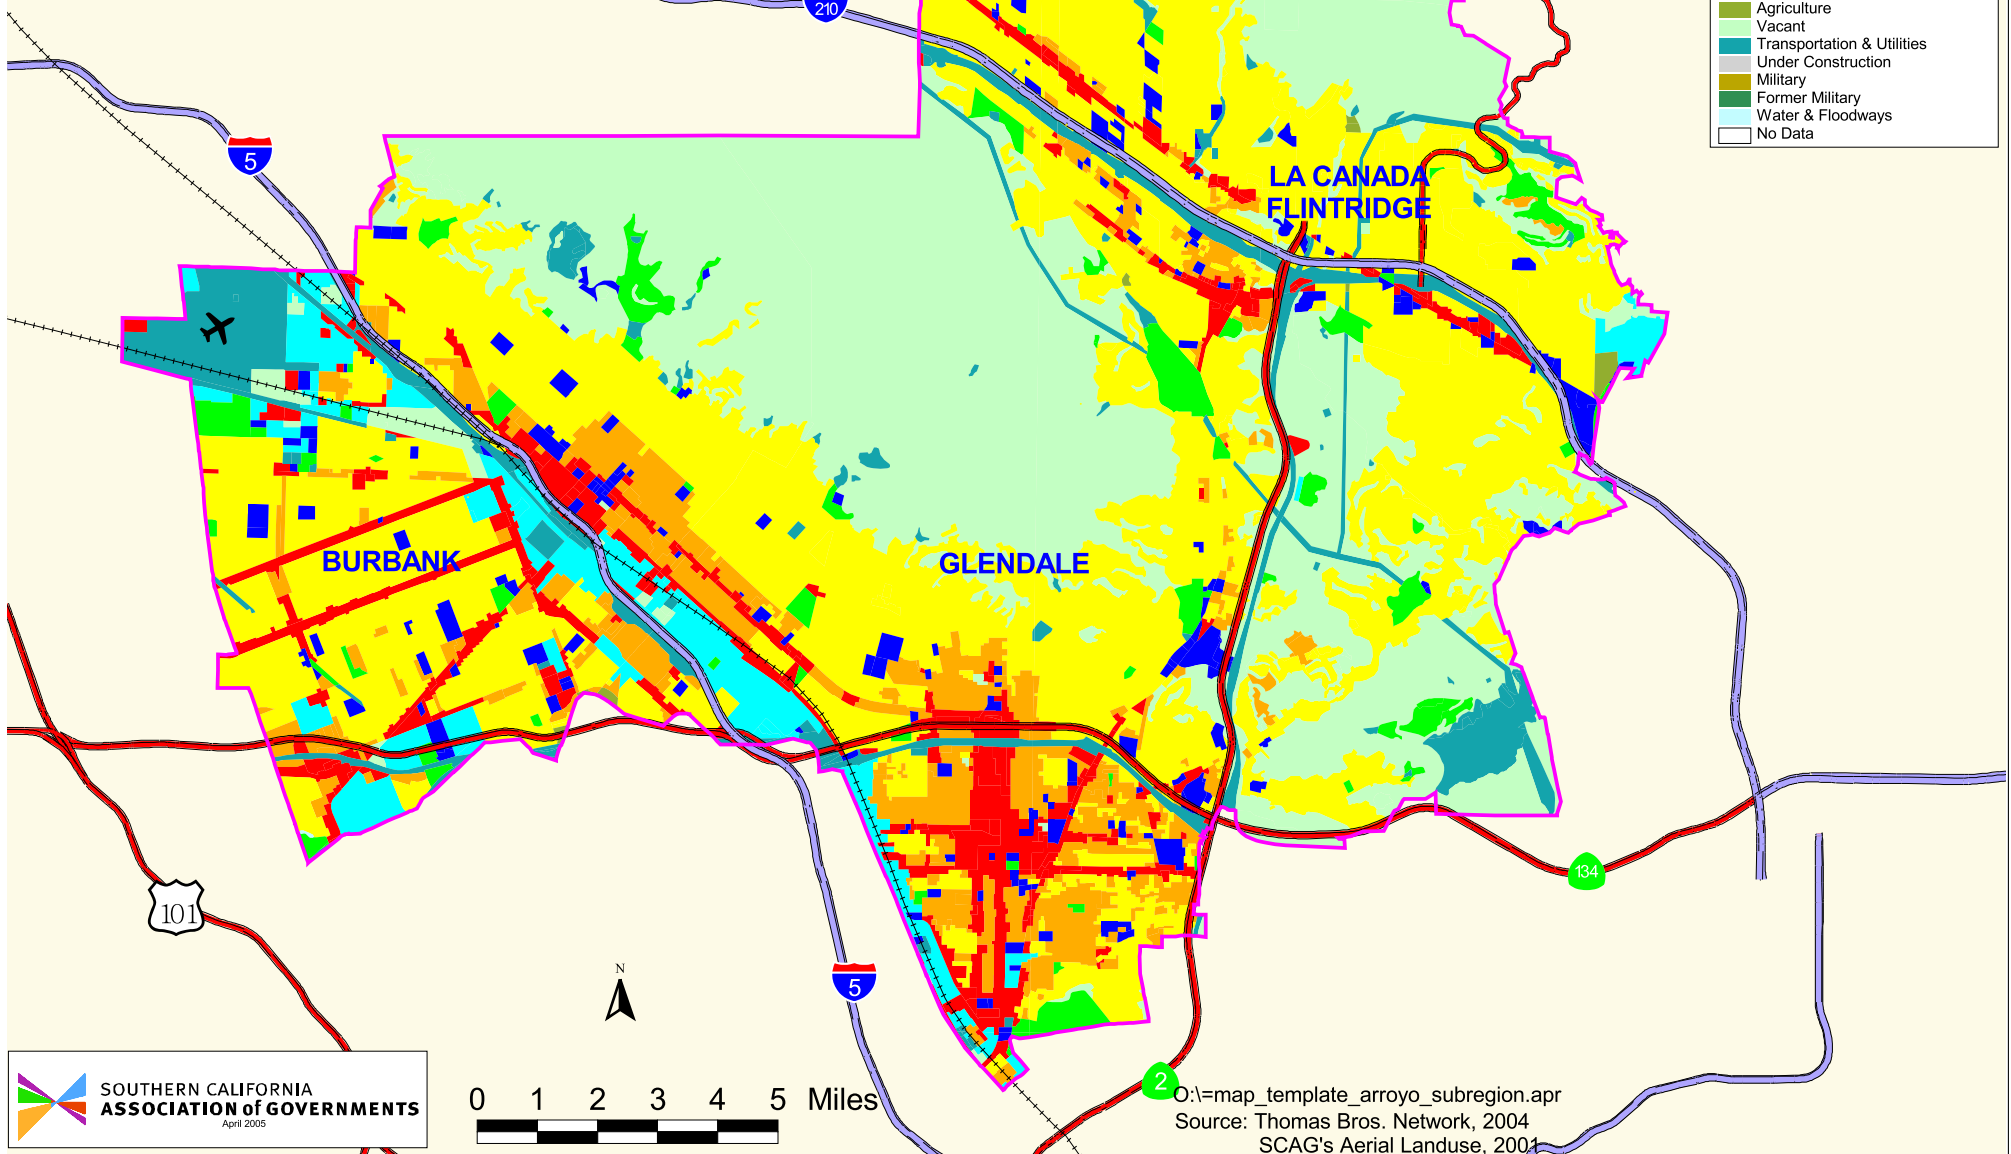 210
Agriculture
Vacant
Transportation & Utilities
Under Construction
Military
Former Military
Water & Floodways
No Data
5
LA CANADA
FLINTRIDGE
BURBANK
GLENDALE
134
101
5
N
2
SOUTHERN CALIFORNIA
ASSOCIATION of GOVERNMENTS
April 2005
0 1 2 3 4 5 Miles
O:\=map_template_arroyo_subregion.apr
Source: Thomas Bros. Network, 2004
SCAG's Aerial Landuse, 2001